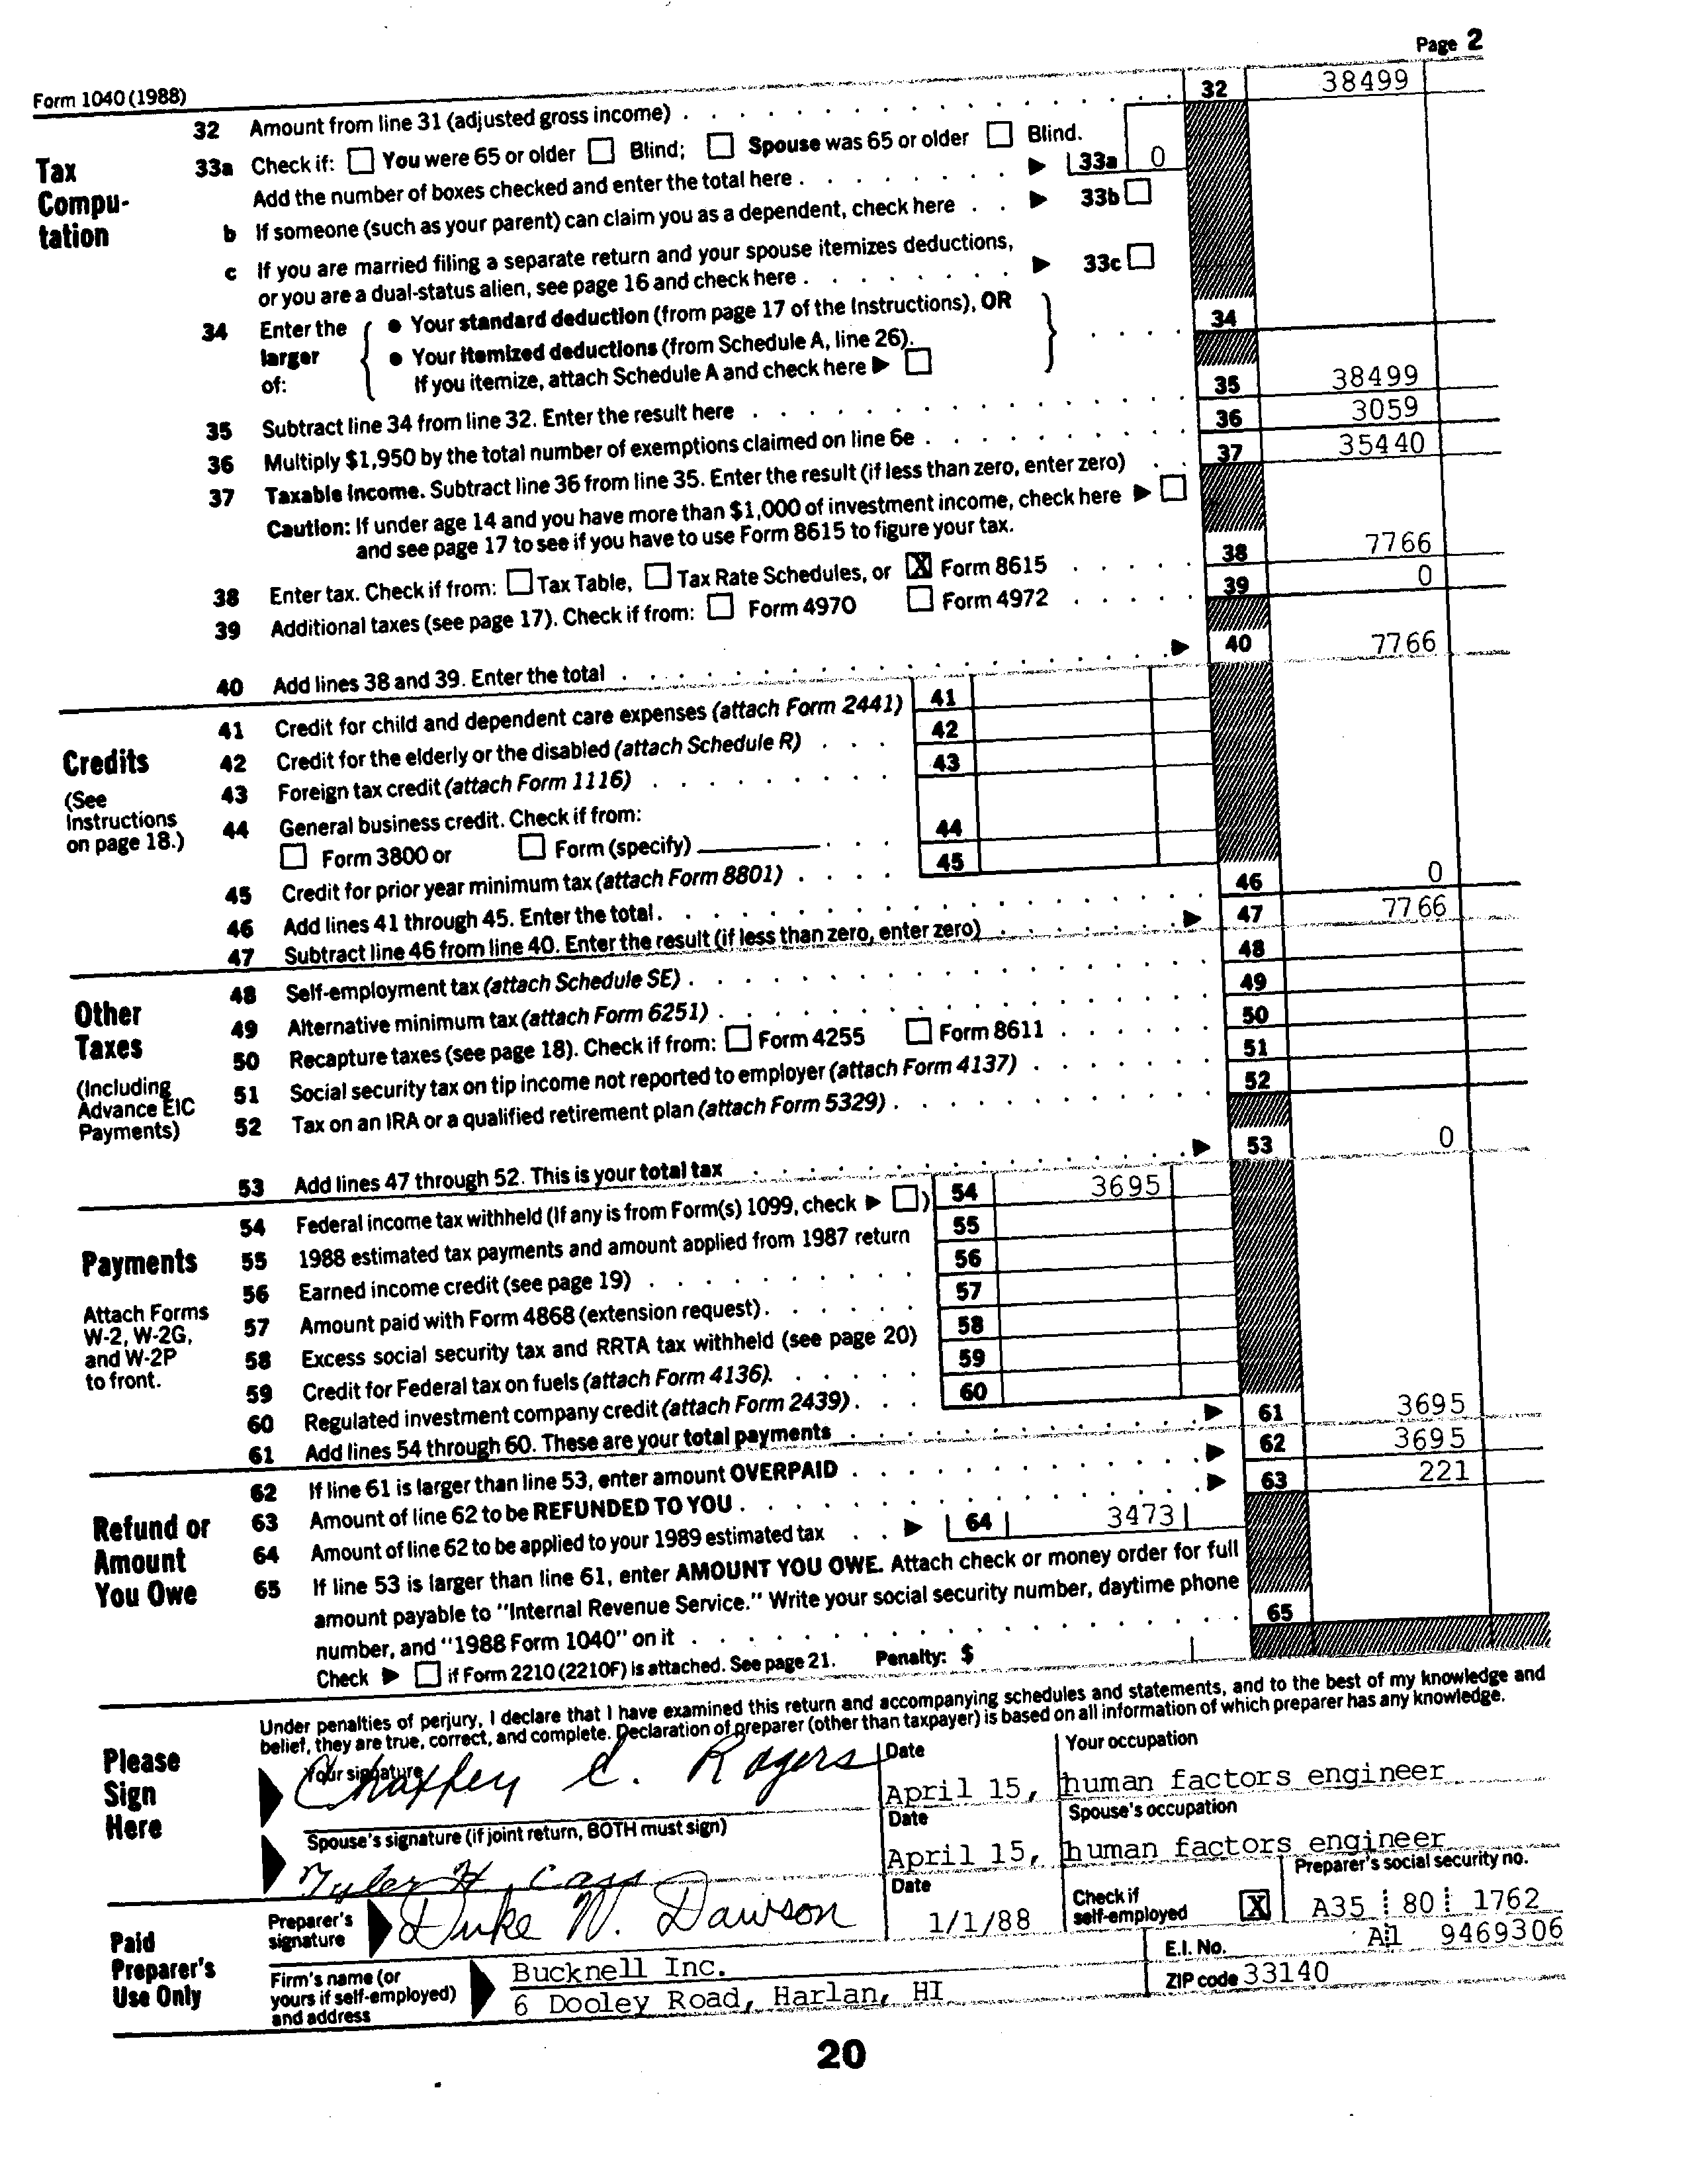 Page 2
Form 1040 (1988)
Tax Computation
32 Amount from line 31 (adjusted gross income) . . . . 32 38499
33a Check if: You were 65 or older Blind; Spouse was 65 or older Blind.
Add the number of boxes checked and enter the total here . . . . ▶ 33a 0
b If someone (such as your parent) can claim you as a dependent, check here . . ▶ 33b
c If you are married filing a separate return and your spouse itemizes deductions,
or you are a dual-status alien, see page 16 and check here . . . . ▶ 33c
34 Enter the larger of: { ● Your standard deduction (from page 17 of the Instructions), OR
● Your itemized deductions (from Schedule A, line 26).
If you itemize, attach Schedule A and check here ▶ } . . . . 34
35 Subtract line 34 from line 32. Enter the result here . . . . 35 38499
36 Multiply $1,950 by the total number of exemptions claimed on line 6e . . . . 36 3059
37 Taxable income. Subtract line 36 from line 35. Enter the result (if less than zero, enter zero) . . 37 35440
Caution: If under age 14 and you have more than $1,000 of investment income, check here ▶
and see page 17 to see if you have to use Form 8615 to figure your tax.
38 Enter tax. Check if from: Tax Table, Tax Rate Schedules, or X Form 8615 . . . . 38 7766
39 Additional taxes (see page 17). Check if from: Form 4970 Form 4972 . . . . 39 0
40 Add lines 38 and 39. Enter the total . . . . ▶ 40 7766
Credits
(See Instructions on page 18.)
41 Credit for child and dependent care expenses (attach Form 2441) 41
42 Credit for the elderly or the disabled (attach Schedule R) . . . 42
43 Foreign tax credit (attach Form 1116) . . . . 43
44 General business credit. Check if from:
Form 3800 or Form (specify) . . . 44
45 Credit for prior year minimum tax (attach Form 8801) . . . . 45
46 Add lines 41 through 45. Enter the total . . . . 46 0
47 Subtract line 46 from line 40. Enter the result (if less than zero, enter zero) . . . . ▶ 47 7766
Other Taxes
(Including Advance EIC Payments)
48 Self-employment tax (attach Schedule SE) . . . . 48
49 Alternative minimum tax (attach Form 6251) . . . . 49
50 Recapture taxes (see page 18). Check if from: Form 4255 Form 8611 . . . . 50
51 Social security tax on tip income not reported to employer (attach Form 4137) . . . . 51
52 Tax on an IRA or a qualified retirement plan (attach Form 5329) . . . . 52
53 Add lines 47 through 52. This is your total tax . . . . ▶ 53 0
Payments
Attach Forms W-2, W-2G, and W-2P to front.
54 Federal income tax withheld (If any is from Form(s) 1099, check ▶ ) 54 3695
55 1988 estimated tax payments and amount applied from 1987 return 55
56 Earned income credit (see page 19) . . . . 56
57 Amount paid with Form 4868 (extension request) . . . . 57
58 Excess social security tax and RRTA tax withheld (see page 20) 58
59 Credit for Federal tax on fuels (attach Form 4136). . . . 59
60 Regulated investment company credit (attach Form 2439) . . . 60
61 Add lines 54 through 60. These are your total payments . . . . ▶ 61 3695
Refund or Amount You Owe
62 If line 61 is larger than line 53, enter amount OVERPAID . . . . ▶ 62 3695
63 Amount of line 62 to be REFUNDED TO YOU . . . . ▶ 63 221
64 Amount of line 62 to be applied to your 1989 estimated tax . . ▶ 64 3473
65 If line 53 is larger than line 61, enter AMOUNT YOU OWE. Attach check or money order for full
amount payable to "Internal Revenue Service." Write your social security number, daytime phone
number, and "1988 Form 1040" on it . . . . 65
Check ▶ if Form 2210 (2210F) is attached. See page 21. Penalty: $
Please Sign Here
Under penalties of perjury, I declare that I have examined this return and accompanying schedules and statements, and to the best of my knowledge and
belief, they are true, correct, and complete. Declaration of preparer (other than taxpayer) is based on all information of which preparer has any knowledge.
Your signature Chaffey C. Rogers Date April 15, Your occupation human factors engineer
Spouse's signature (if joint return, BOTH must sign) Tyler H Cass Date April 15, Spouse's occupation human factors engineer
Paid Preparer's Use Only
Preparer's signature Duke W. Dawson Date 1/1/88 Check if self-employed X Preparer's social security no. A35 80 1762
Firm's name (or yours if self-employed) and address Bucknell Inc. E.I. No. A1 9469306
6 Dooley Road, Harlan, HI ZIP code 33140
20